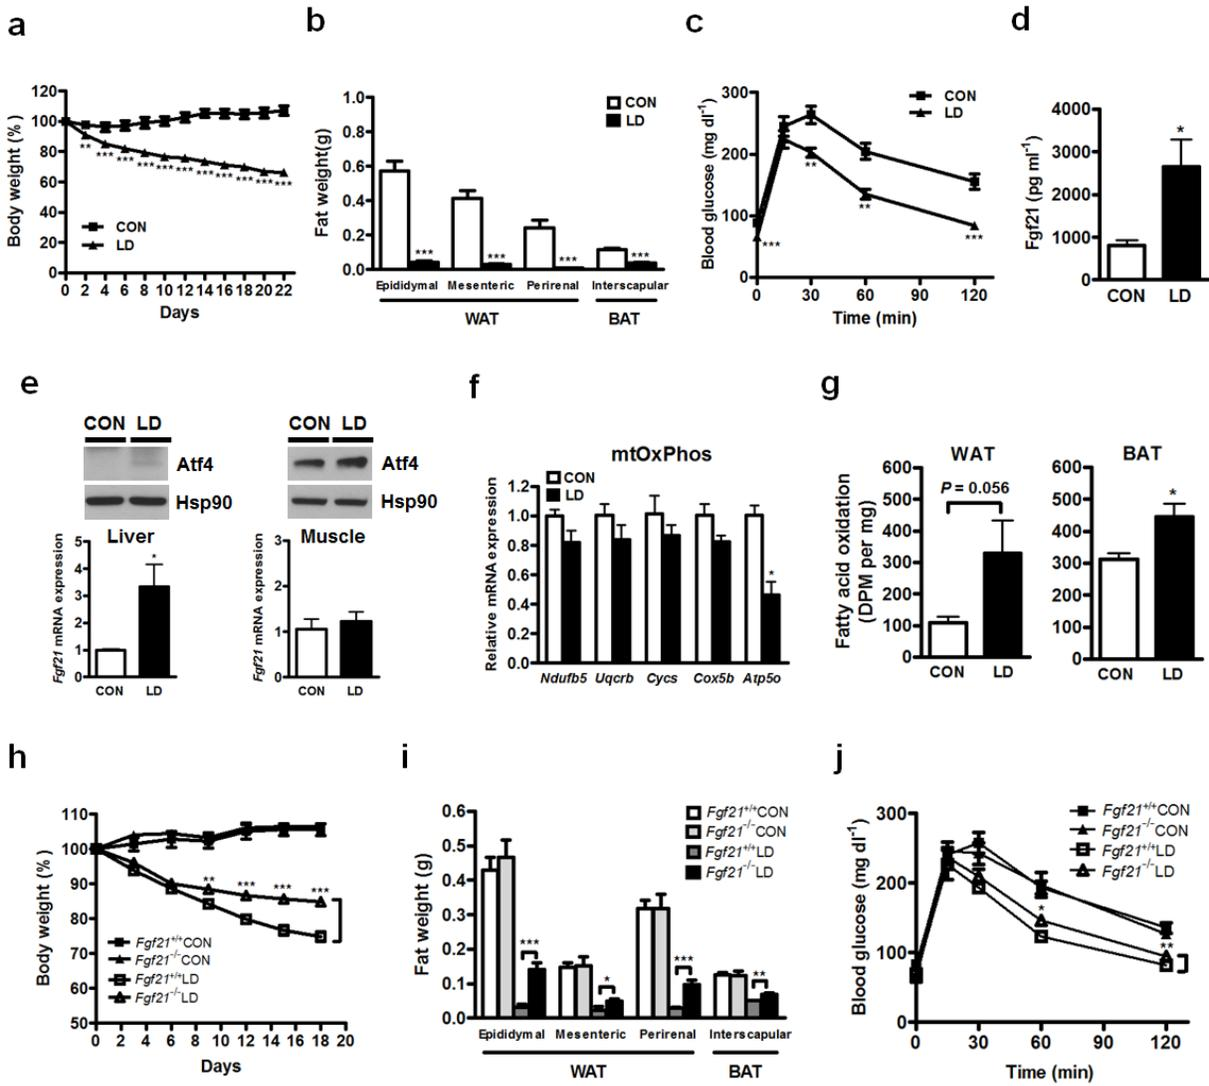 a
Body weight (%)
120
100
80
60
40
20
0
** *** *** *** *** *** *** *** *** *** ***
CON
LD
0 2 4 6 8 10 12 14 16 18 20 22
Days
b
Fat weight(g)
1.0
0.8
0.6
0.4
0.2
0.0
CON
LD
*** *** *** ***
Epididymal Mesenteric Perirenal Interscapular
WAT BAT
c
Blood glucose (mg dl-1)
300
200
100
0
CON
LD
*** ** ** ***
0 30 60 90 120
Time (min)
d
Fgf21 (pg ml-1)
4000
3000
2000
1000
0
*
CON LD
e
CON LD
Atf4
Hsp90
Liver
Fgf21 mRNA expression
5
4
3
2
1
0
*
CON LD
CON LD
Atf4
Hsp90
Muscle
Fgf21 mRNA expression
3
2
1
0
CON LD
f
mtOxPhos
CON
LD
Relative mRNA expression
1.2
1.0
0.8
0.6
0.4
0.2
0.0
*
Ndufb5 Uqcrb Cycs Cox5b Atp5o
g
Fatty acid oxidation
(DPM per mg)
WAT
600
500
400
300
200
100
0
P = 0.056
CON LD
BAT
600
500
400
300
200
100
0
*
CON LD
h
Body weight (%)
110
100
90
80
70
60
50
** *** *** ***
Fgf21+/+CON
Fgf21-/-CON
Fgf21+/+LD
Fgf21-/-LD
0 2 4 6 8 10 12 14 16 18 20
Days
i
Fat weight (g)
0.6
0.5
0.4
0.3
0.2
0.1
0.0
Fgf21+/+CON
Fgf21-/-CON
Fgf21+/+LD
Fgf21-/-LD
*** * *** **
Epididymal Mesenteric Perirenal Interscapular
WAT BAT
j
Blood glucose (mg dl-1)
300
200
100
0
Fgf21+/+CON
Fgf21-/-CON
Fgf21+/+LD
Fgf21-/-LD
* **
0 30 60 90 120
Time (min)